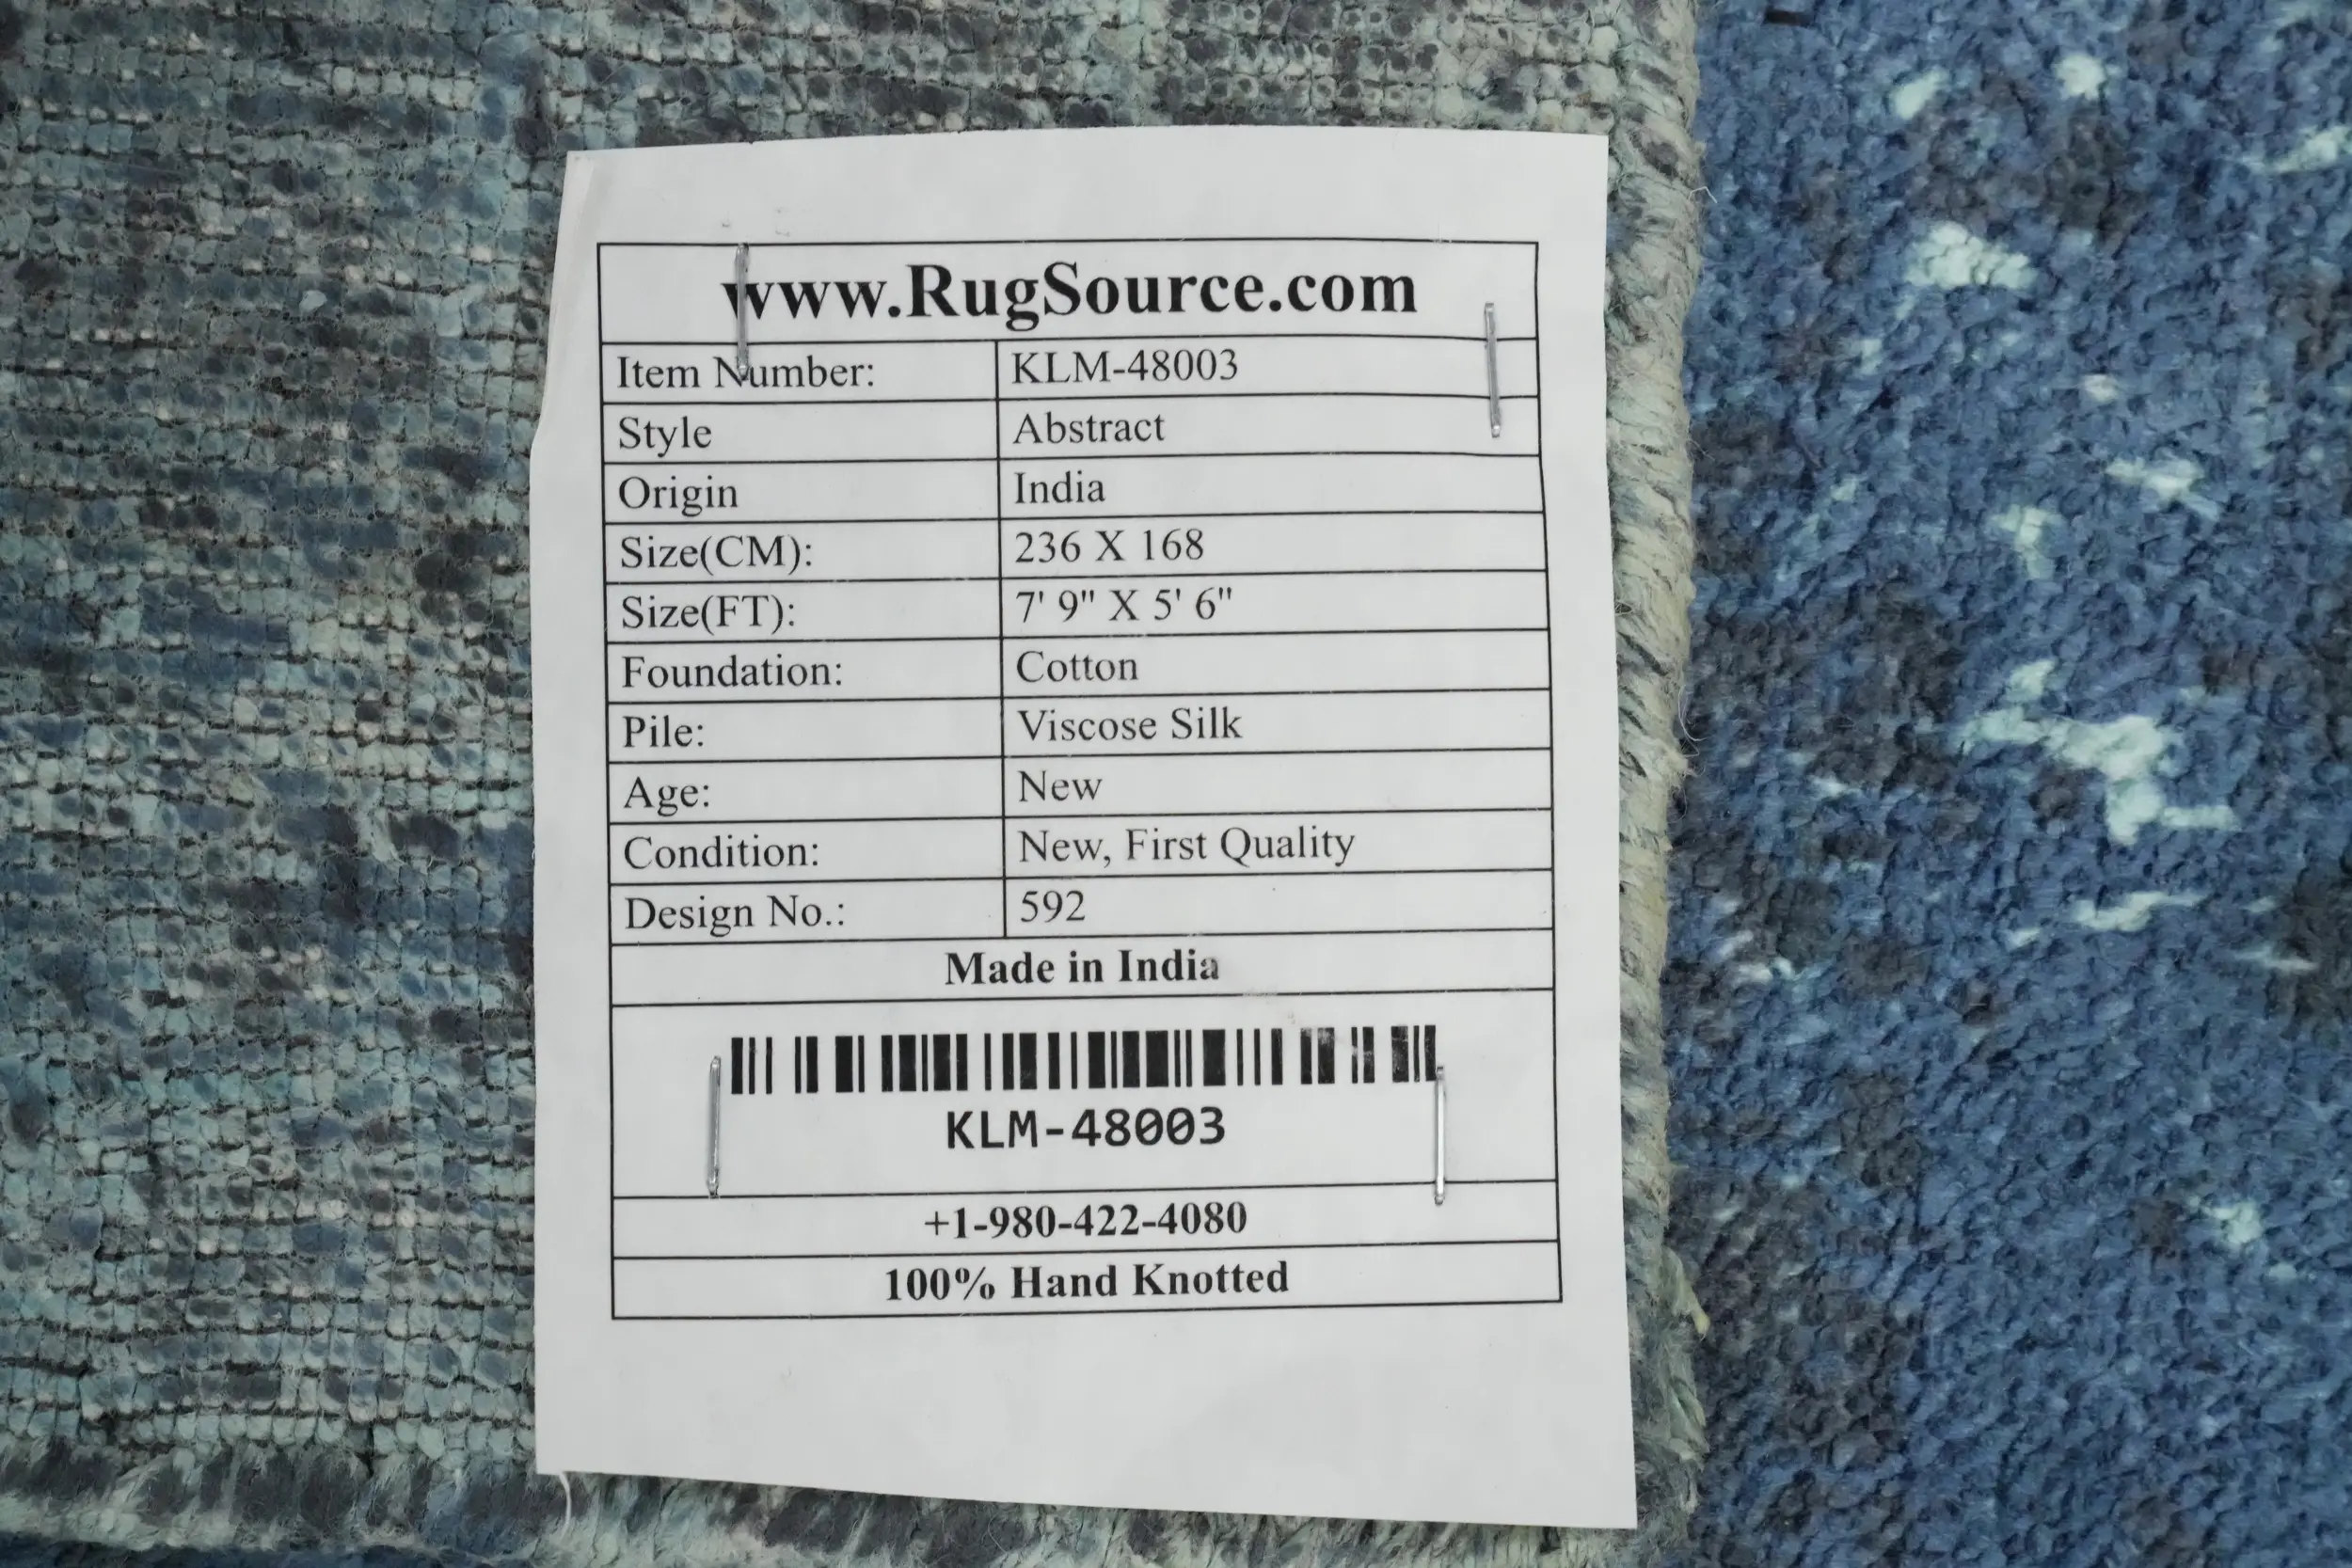 www.RugSource.com
Item Number: KLM-48003
Style Abstract
Origin India
Size(CM): 236 X 168
Size(FT): 7' 9" X 5' 6"
Foundation: Cotton
Pile: Viscose Silk
Age: New
Condition: New, First Quality
Design No.: 592
Made in India
KLM-48003
+1-980-422-4080
100% Hand Knotted